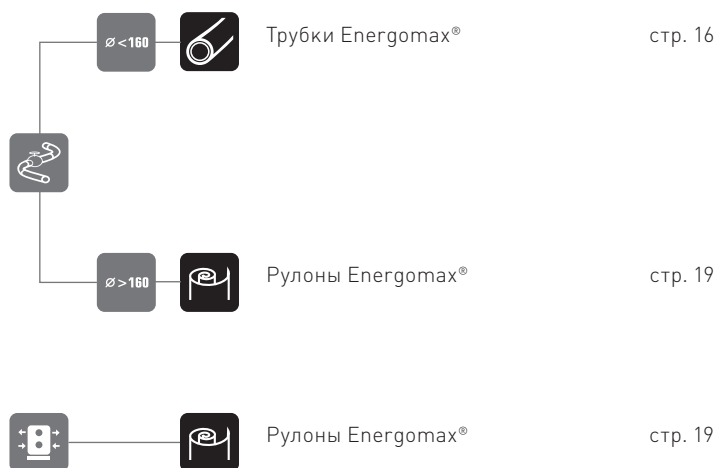 ⌀<160 Трубки Energomax® стр. 16
⌀>160 Рулоны Energomax® стр. 19
Рулоны Energomax® стр. 19